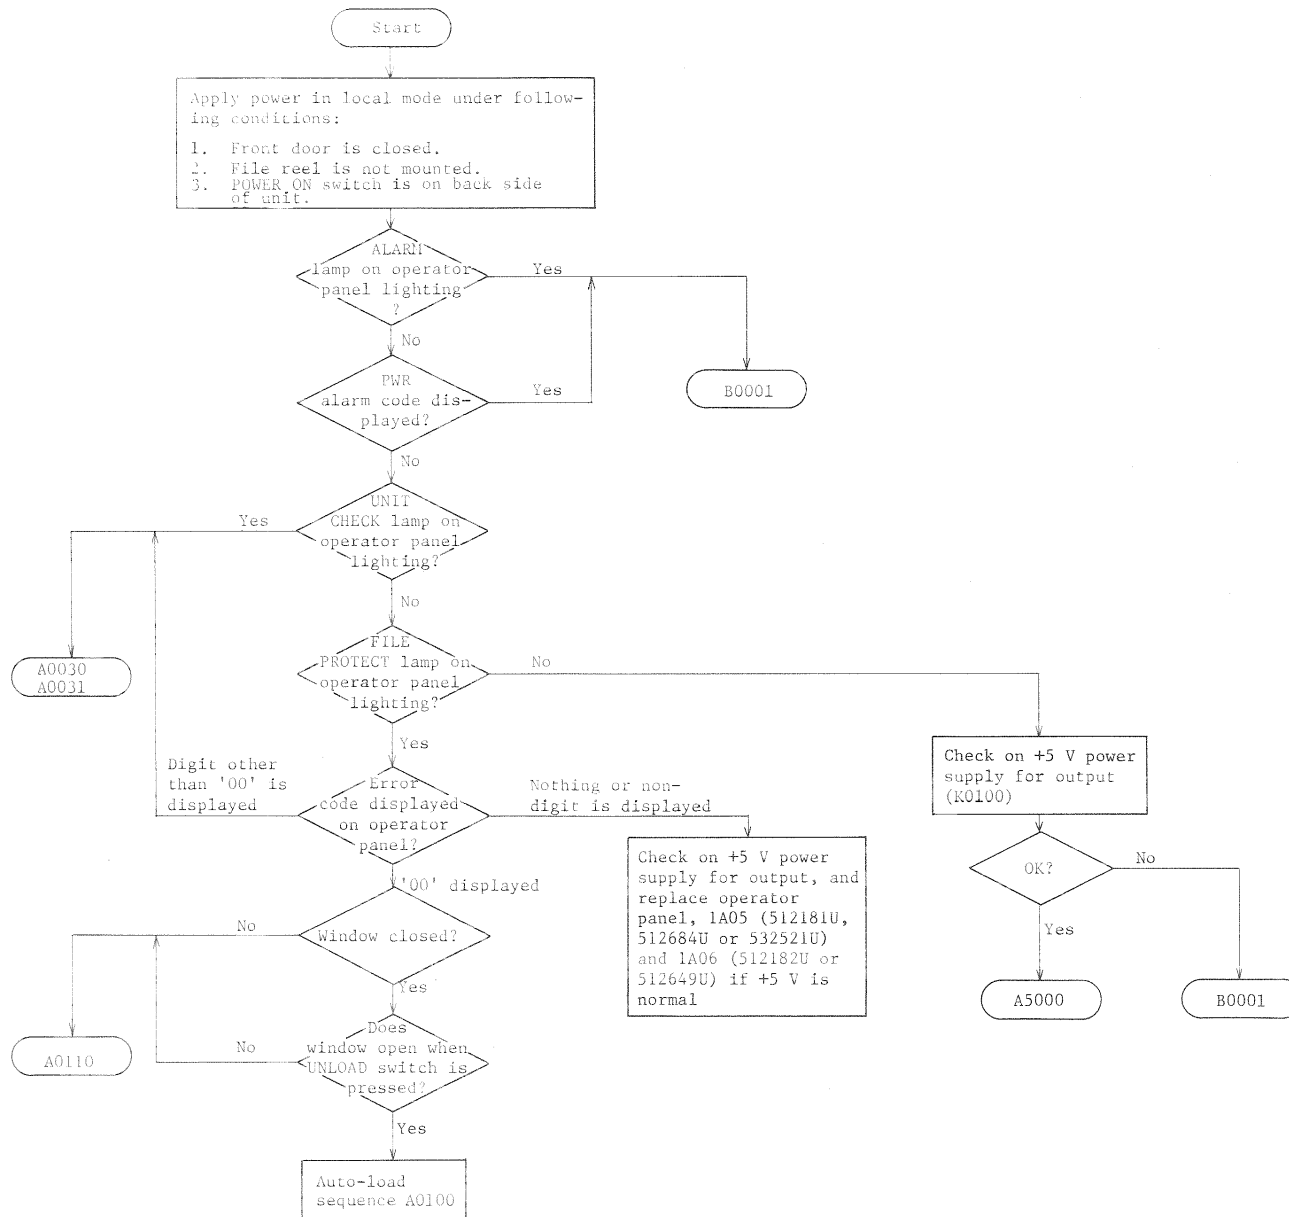 Start
Apply power in local mode under follow-
ing conditions:
1. Front door is closed.
2. File reel is not mounted.
3. POWER ON switch is on back side
of unit.
ALARM
lamp on operator
panel lighting
?
Yes
No
PWR
alarm code dis-
played?
Yes
B0001
No
UNIT
CHECK lamp on
operator panel
lighting?
Yes
No
A0030
A0031
FILE
PROTECT lamp on
operator panel
lighting?
No
Yes
Check on +5 V power
supply for output
(K0100)
Digit other
than '00' is
displayed
Error
code displayed
on operator
panel?
Nothing or non-
digit is displayed
Check on +5 V power
supply for output, and
replace operator
panel, 1A05 (512181U,
512684U or 532521U)
and 1A06 (512182U or
512649U) if +5 V is
normal
OK?
No
Yes
A5000
B0001
'00' displayed
Window closed?
No
Yes
A0110
Does
window open when
UNLOAD switch is
pressed?
No
Yes
Auto-load
sequence A0100